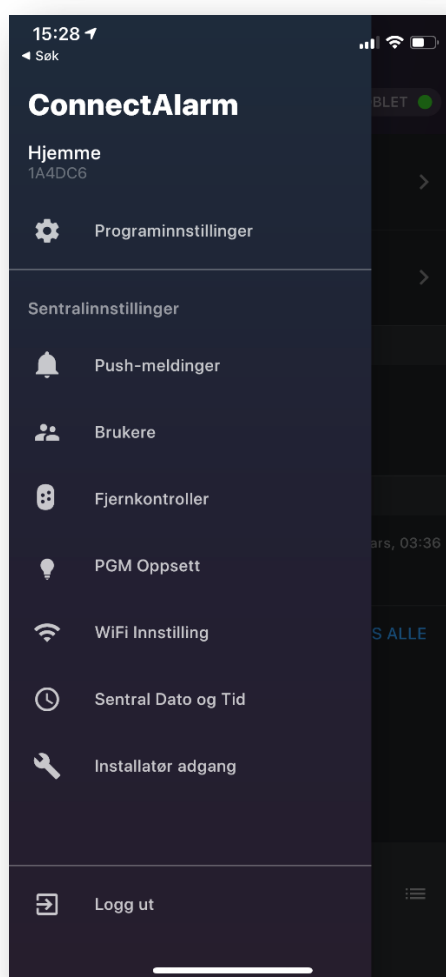 15:28
◀ Søk
ConnectAlarm
BLET
Hjemme
1A4DC6
Programinnstillinger
Sentralinnstillinger
Push-meldinger
Brukere
Fjernkontroller
ars, 03:36
PGM Oppsett
WiFi Innstilling
S ALLE
Sentral Dato og Tid
Installatør adgang
Logg ut